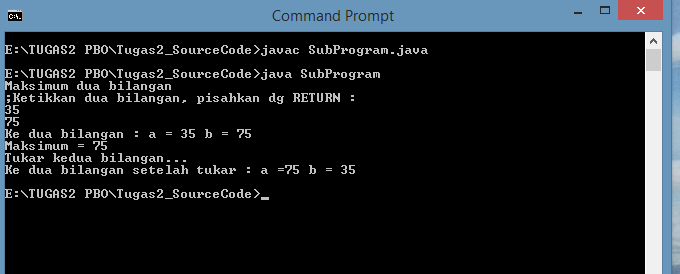 Command Prompt
E:\TUGAS2 PBO\Tugas2_SourceCode>javac SubProgram.java
E:\TUGAS2 PBO\Tugas2_SourceCode>java SubProgram
Maksimum dua bilangan
;Ketikkan dua bilangan, pisahkan dg RETURN :
35
75
Ke dua bilangan : a = 35 b = 75
Maksimum = 75
Tukar kedua bilangan...
Ke dua bilangan setelah tukar : a =75 b = 35
E:\TUGAS2 PBO\Tugas2_SourceCode>_